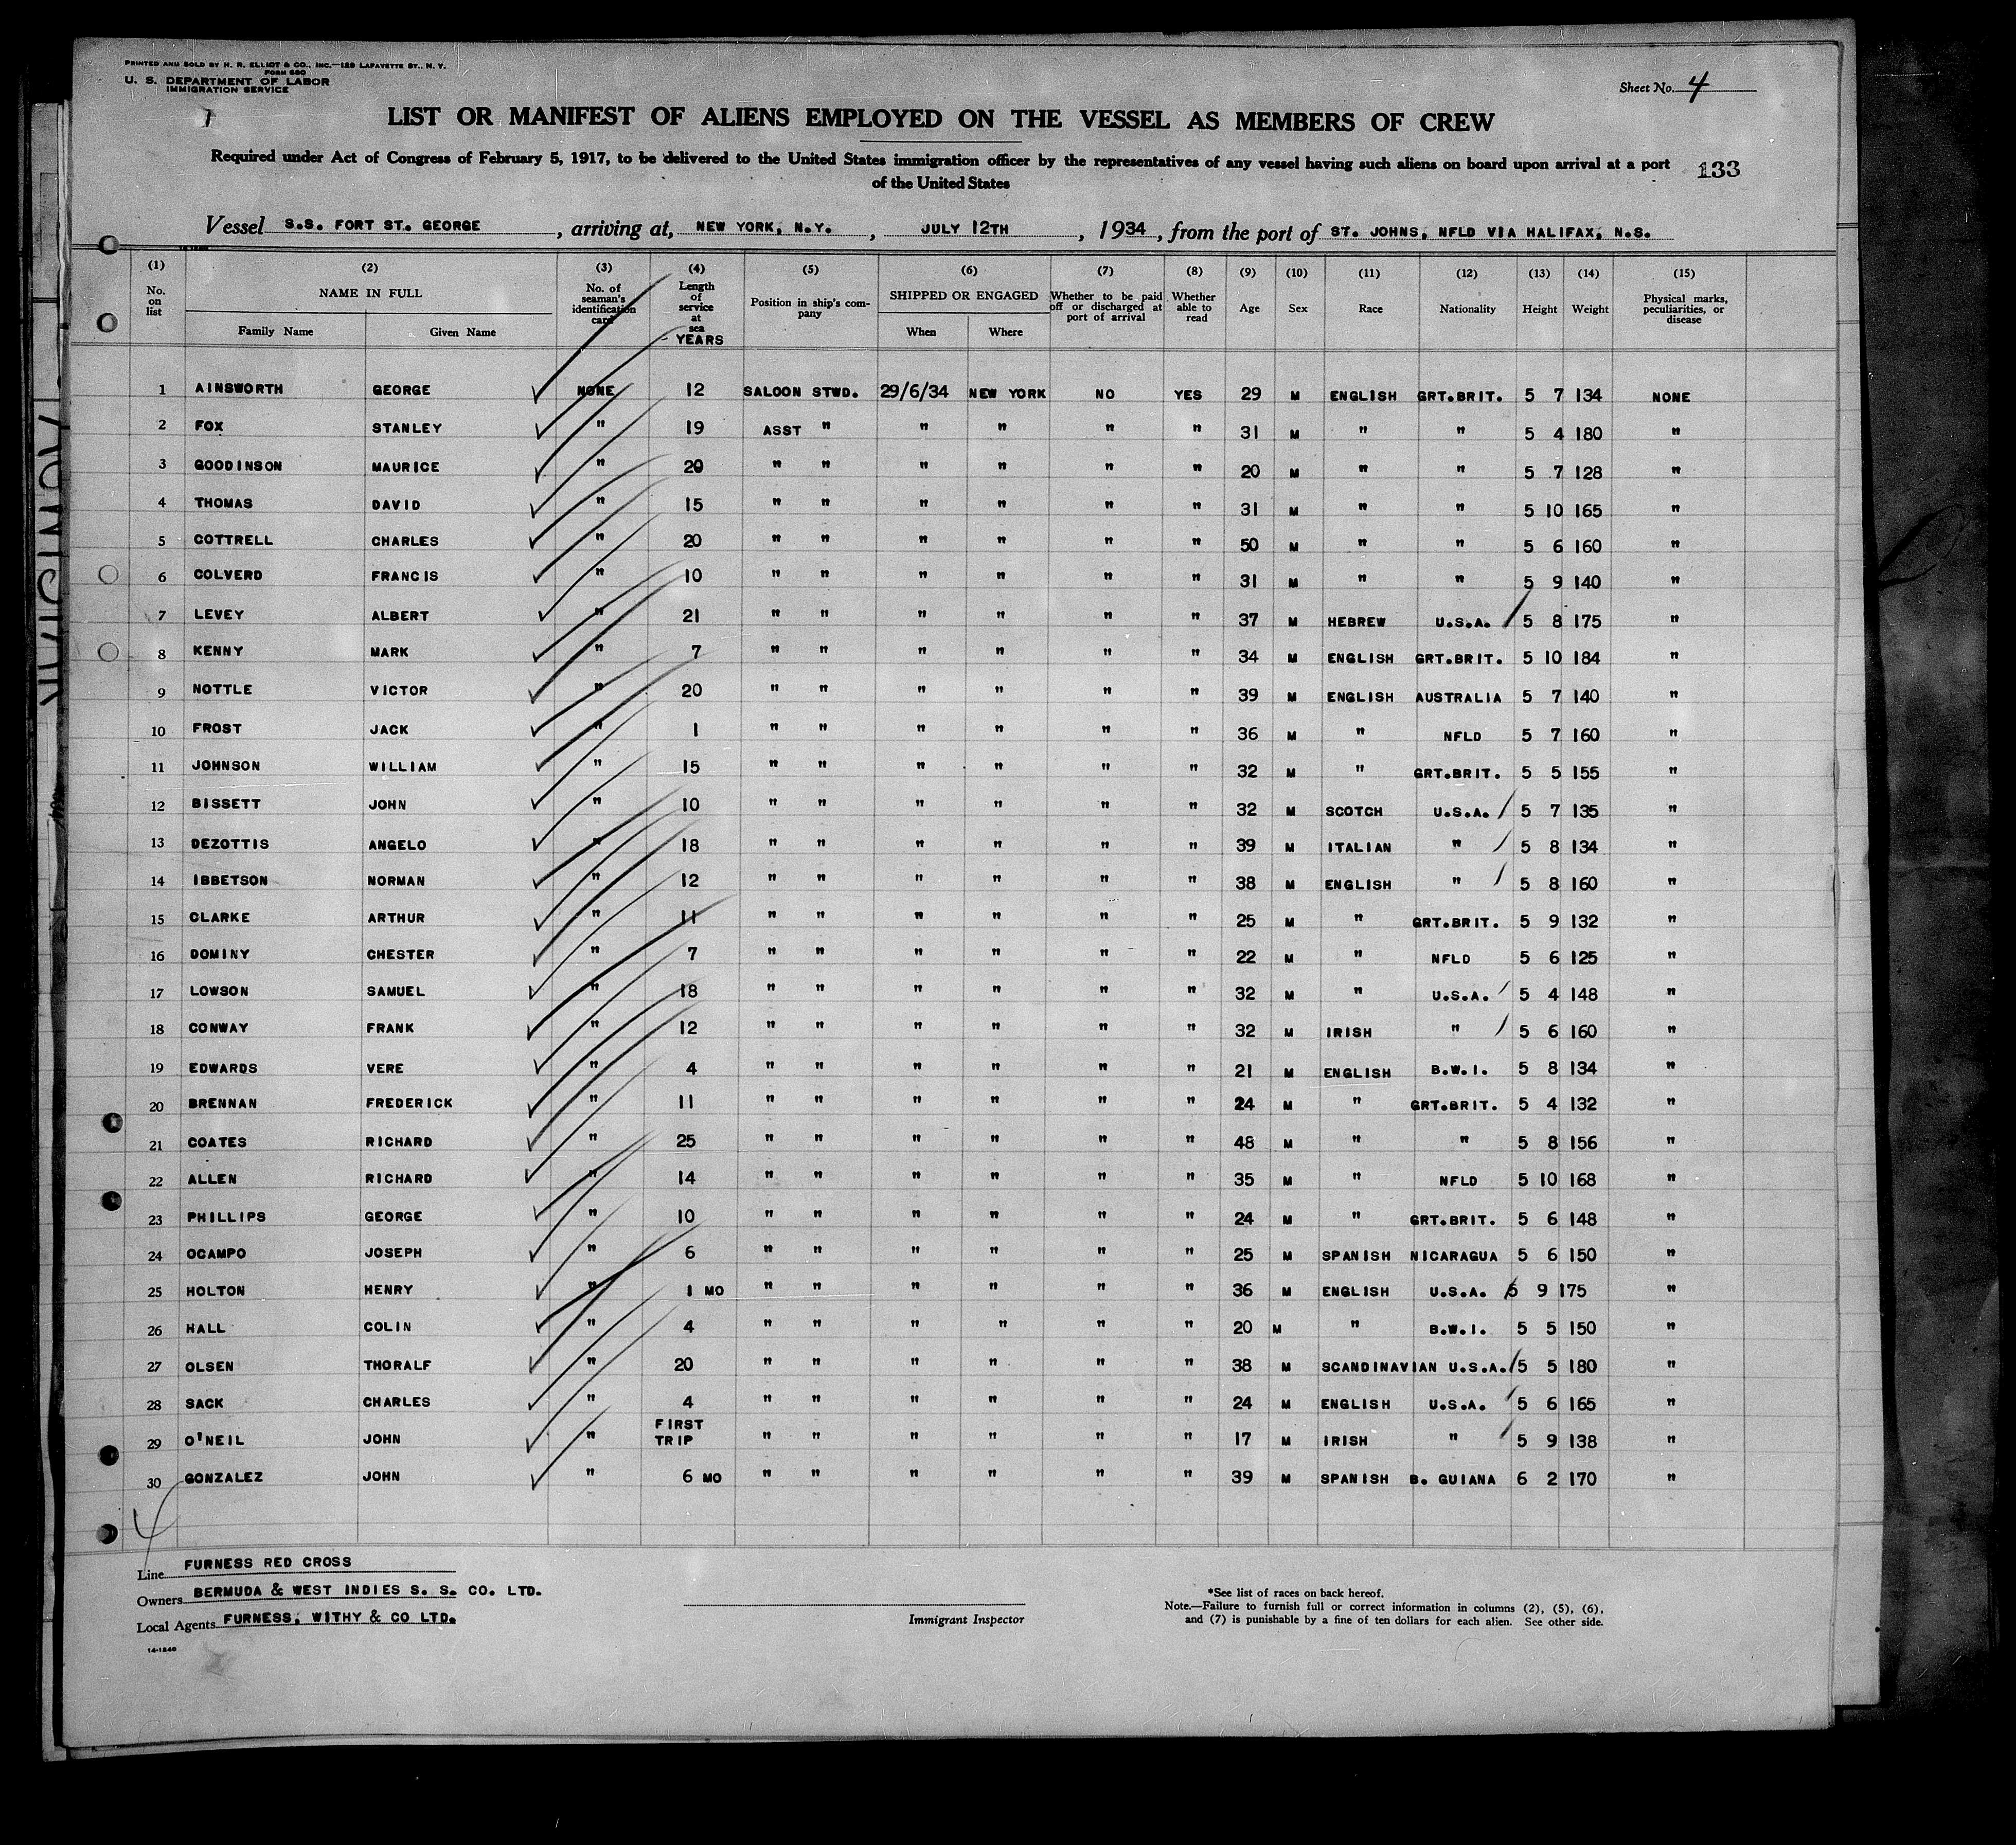 PRINTED AND SOLD BY H. R. ELLIOT & CO., INC.—129 LAFAYETTE ST., N. Y.
FORM 680
U. S. DEPARTMENT OF LABOR
IMMIGRATION SERVICE
Sheet No. 4
LIST OR MANIFEST OF ALIENS EMPLOYED ON THE VESSEL AS MEMBERS OF CREW
Required under Act of Congress of February 5, 1917, to be delivered to the United States immigration officer by the representatives of any vessel having such aliens on board upon arrival at a port
of the United States
133
Vessel S.S. FORT ST. GEORGE, arriving at, NEW YORK, N.Y., JULY 12TH, 1934, from the port of ST. JOHNS, NFLD VIA HALIFAX, N.S.
(1) (2) (3) (4) (5) (6) (7) (8) (9) (10) (11) (12) (13) (14) (15)
No. on list NAME IN FULL Family Name Given Name No. of seaman's identification card Length of service at sea YEARS Position in ship's company SHIPPED OR ENGAGED When Where Whether to be paid off or discharged at port of arrival Whether able to read Age Sex Race Nationality Height Weight Physical marks, peculiarities, or disease
1 AINSWORTH GEORGE NONE 12 SALOON STWD. 29/6/34 NEW YORK NO YES 29 M ENGLISH GRT.BRIT. 5 7 134 NONE
2 FOX STANLEY " 19 ASST " " " " " 31 M " " 5 4 180 "
3 GOODINSON MAURICE " 20 " " " " " " 20 M " " 5 7 128 "
4 THOMAS DAVID " 15 " " " " " " 31 M " " 5 10 165 "
5 COTTRELL CHARLES " 20 " " " " " " 50 M " " 5 6 160 "
6 COLVERD FRANCIS " 10 " " " " " " 31 M " " 5 9 140 "
7 LEVEY ALBERT " 21 " " " " " " 37 M HEBREW U.S.A. 5 8 175 "
8 KENNY MARK " 7 " " " " " " 34 M ENGLISH GRT.BRIT. 5 10 184 "
9 NOTTLE VICTOR " 20 " " " " " " 39 M ENGLISH AUSTRALIA 5 7 140 "
10 FROST JACK " 1 " " " " " " 36 M " NFLD 5 7 160 "
11 JOHNSON WILLIAM " 15 " " " " " " 32 M " GRT.BRIT. 5 5 155 "
12 BISSETT JOHN " 10 " " " " " " 32 M SCOTCH U.S.A. 5 7 135 "
13 DEZOTTIS ANGELO " 18 " " " " " " 39 M ITALIAN " 5 8 134 "
14 IBBETSON NORMAN " 12 " " " " " " 38 M ENGLISH " 5 8 160 "
15 CLARKE ARTHUR " 11 " " " " " " 25 M " GRT.BRIT. 5 9 132 "
16 DOMINY CHESTER " 7 " " " " " " 22 M " NFLD 5 6 125 "
17 LOWSON SAMUEL " 18 " " " " " " 32 M " U.S.A. 5 4 148 "
18 CONWAY FRANK " 12 " " " " " " 32 M IRISH " 5 6 160 "
19 EDWARDS VERE " 4 " " " " " " 21 M ENGLISH B.W.I. 5 8 134 "
20 BRENNAN FREDERICK " 11 " " " " " " 24 M " GRT.BRIT. 5 4 132 "
21 COATES RICHARD " 25 " " " " " " 48 M " " 5 8 156 "
22 ALLEN RICHARD " 14 " " " " " " 35 M " NFLD 5 10 168 "
23 PHILLIPS GEORGE " 10 " " " " " " 24 M " GRT.BRIT. 5 6 148 "
24 OCAMPO JOSEPH " 6 " " " " " " 25 M SPANISH NICARAGUA 5 6 150 "
25 HOLTON HENRY " 1 MO " " " " " " 36 M ENGLISH U.S.A. 5 9 175 "
26 HALL COLIN " 4 " " " " " " 20 M " B.W.I. 5 5 150 "
27 OLSEN THORALF " 20 " " " " " " 38 M SCANDINAVIAN U.S.A. 5 5 180 "
28 SACK CHARLES " 4 " " " " " " 24 M ENGLISH U.S.A. 5 6 165 "
29 O'NEIL JOHN " FIRST TRIP " " " " " " 17 M IRISH " 5 9 138 "
30 GONZALEZ JOHN " 6 MO " " " " " " 39 M SPANISH B. GUIANA 6 2 170 "
Line FURNESS RED CROSS
Owners BERMUDA & WEST INDIES S. S. CO. LTD.
Local Agents FURNESS, WITHY & CO LTD.
14-1240
Immigrant Inspector
*See list of races on back hereof.
Note.—Failure to furnish full or correct information in columns (2), (5), (6),
and (7) is punishable by a fine of ten dollars for each alien. See other side.